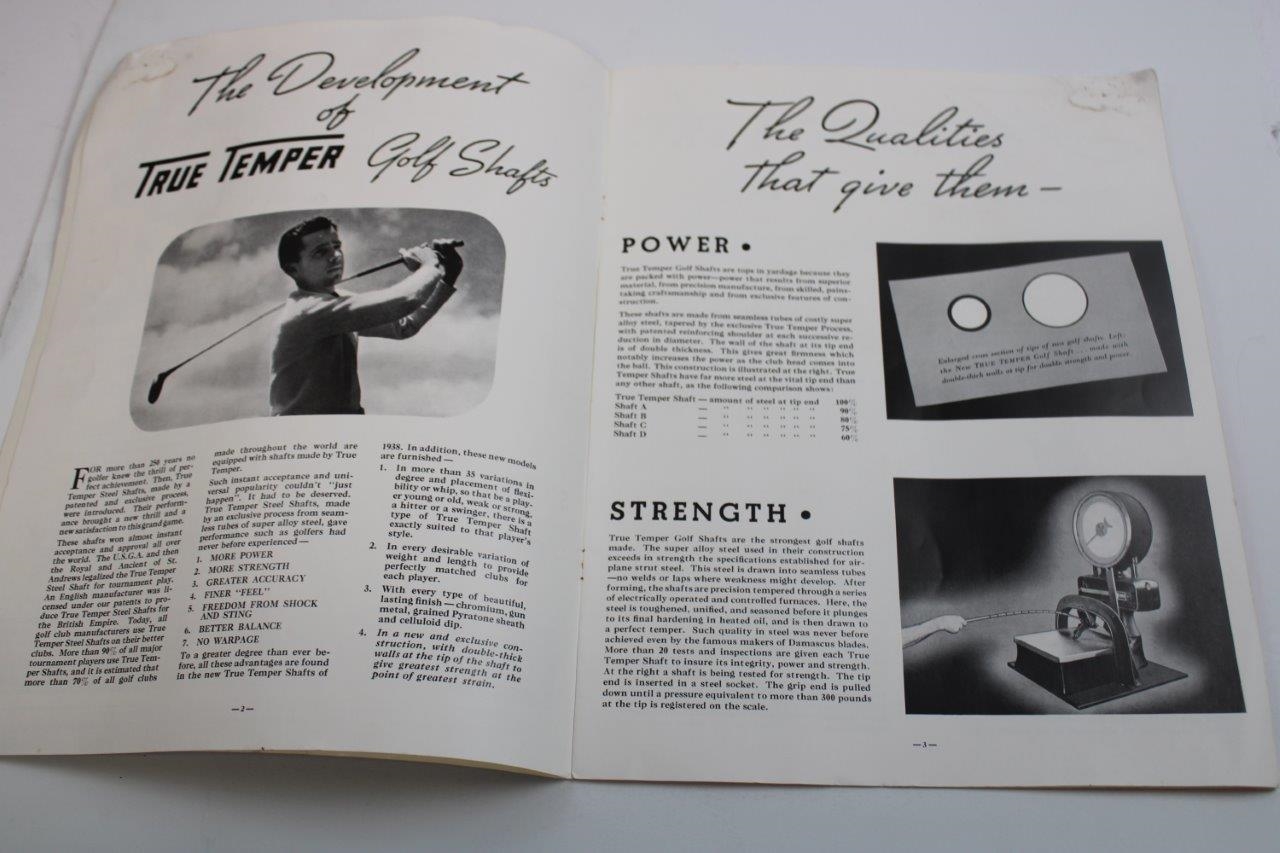 The Development
of
TRUE TEMPER Golf Shafts
FOR more than 250 years no
golfer knew the thrill of per-
fect achievement. Then, True
Temper Steel Shafts, made by a
patented and exclusive process,
were introduced. Their perform-
ance brought a new thrill and a
new satisfaction to this grand game.
These shafts won almost instant
acceptance and approval all over
the world. The U.S.G.A. and then
the Royal and Ancient of St.
Andrews legalized the True Temper
Steel Shaft for tournament play.
An English manufacturer was li-
censed under our patents to pro-
duce True Temper Steel Shafts for
the British Empire. Today, all
golf club manufacturers use True
Temper Steel Shafts on their better
clubs. More than 90% of all major
tournament players use True Tem-
per Shafts, and it is estimated that
more than 70% of all golf clubs
made throughout the world are
equipped with shafts made by True
Temper.
Such instant acceptance and uni-
versal popularity couldn't "just
happen". It had to be deserved.
True Temper Steel Shafts, made
by an exclusive process from seam-
less tubes of super alloy steel, gave
performance such as golfers had
never before experienced—
1. MORE POWER
2. MORE STRENGTH
3. GREATER ACCURACY
4. FINER "FEEL"
5. FREEDOM FROM SHOCK
AND STING
6. BETTER BALANCE
7. NO WARPAGE
To a greater degree than ever be-
fore, all these advantages are found
in the new True Temper Shafts of
1938. In addition, these new models
are furnished—
1. In more than 35 variations in
degree and placement of flexi-
bility or whip, so that be a play-
er young or old, weak or strong,
a hitter or a swinger, there is a
type of True Temper Shaft
exactly suited to that player's
style.
2. In every desirable variation of
weight and length to provide
perfectly matched clubs for
each player.
3. With every type of beautiful,
lasting finish — chromium, gun
metal, grained Pyratone sheath
and celluloid dip.
4. In a new and exclusive con-
struction, with double-thick
walls at the tip of the shaft to
give greatest strength at the
point of greatest strain.
—2—
The Qualities
That give them—
POWER •
True Temper Golf Shafts are tops in yardage because they
are packed with power—power that results from superior
material, from precision manufacture, from skilled, pains-
taking craftsmanship and from exclusive features of con-
struction.
These shafts are made from seamless tubes of costly super
alloy steel, tapered by the exclusive True Temper Process,
with patented reinforcing shoulder at each successive re-
duction in diameter. The wall of the shaft at its tip end
is of double thickness. This gives great firmness which
notably increases the power as the club head comes into
the ball. This construction is illustrated at the right. True
Temper Shafts have far more steel at the vital tip end than
any other shaft, as the following comparison shows:
True Temper Shaft — amount of steel at tip end 100%
Shaft A — " " " " " " 90%
Shaft B — " " " " " " 80%
Shaft C — " " " " " " 75%
Shaft D — " " " " " " 60%
Enlarged cross section of tips of two golf shafts. Left:
the New TRUE TEMPER Golf Shaft . . . made with
double-thick walls at tip for double strength and power.
STRENGTH •
True Temper Golf Shafts are the strongest golf shafts
made. The super alloy steel used in their construction
exceeds in strength the specifications established for air-
plane strut steel. This steel is drawn into seamless tubes
—no welds or laps where weakness might develop. After
forming, the shafts are precision tempered through a series
of electrically operated and controlled furnaces. Here, the
steel is toughened, unified, and seasoned before it plunges
to its final hardening in heated oil, and is then drawn to
a perfect temper. Such quality in steel was never before
achieved even by the famous makers of Damascus blades.
More than 20 tests and inspections are given each True
Temper Shaft to insure its integrity, power and strength.
At the right a shaft is being tested for strength. The tip
end is inserted in a steel socket. The grip end is pulled
down until a pressure equivalent to more than 300 pounds
at the tip is registered on the scale.
—3—